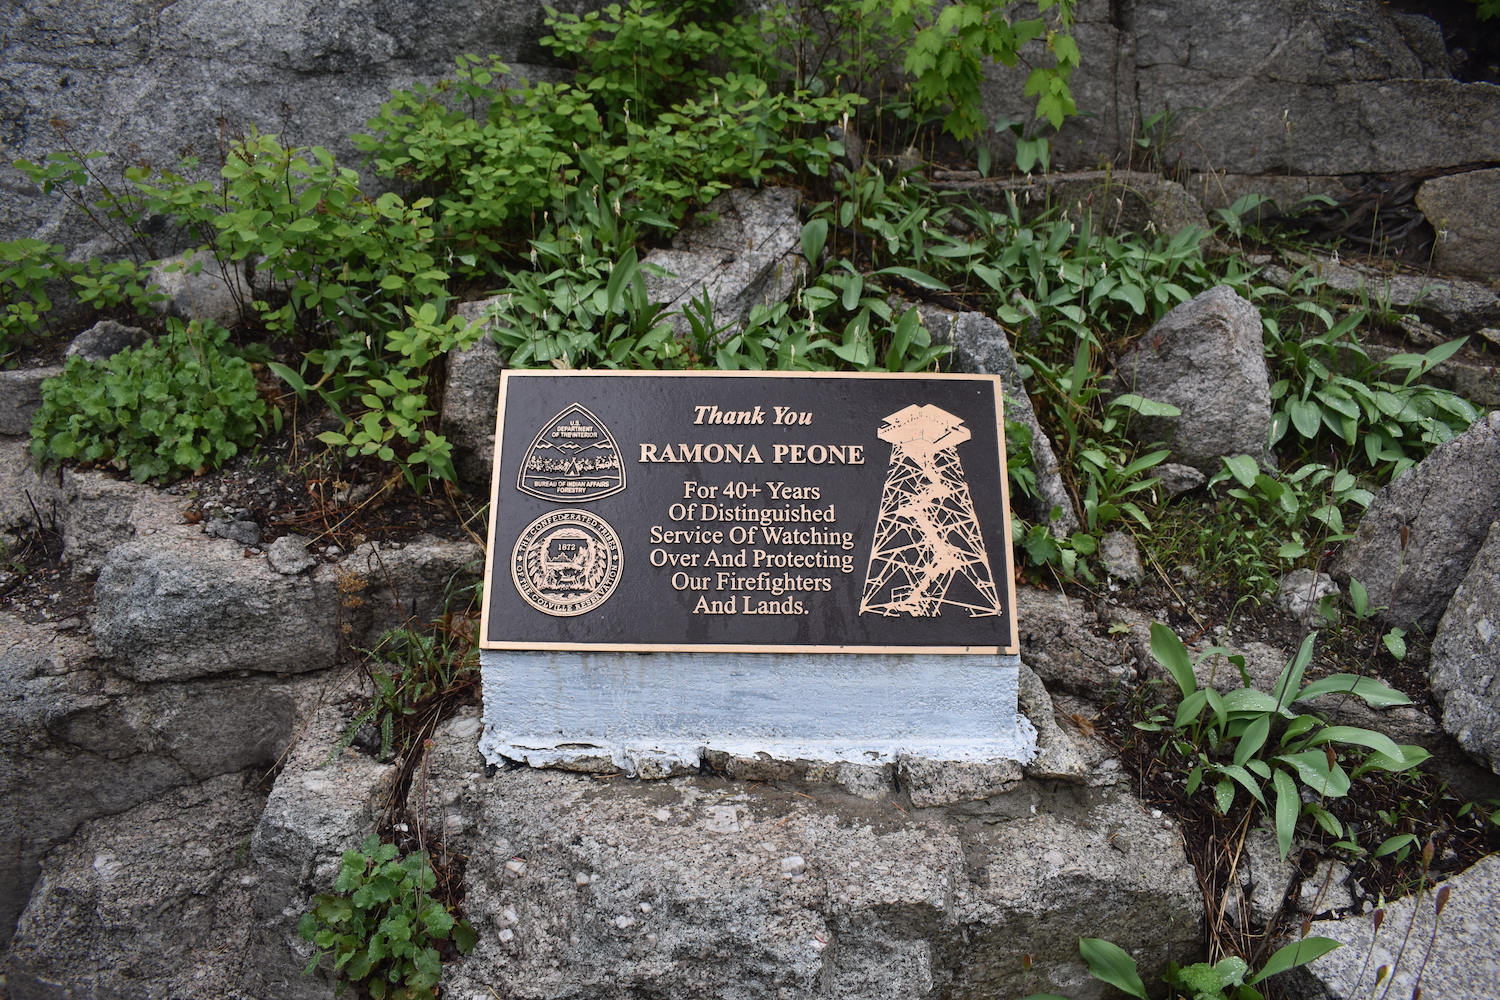 Thank You
RAMONA PEONE
For 40+ Years
Of Distinguished
Service Of Watching
Over And Protecting
Our Firefighters
And Lands.
U.S.
DEPARTMENT
OF THE INTERIOR
BUREAU OF INDIAN AFFAIRS
FORESTRY
THE CONFEDERATED TRIBES
OF THE COLVILLE RESERVATION
1872